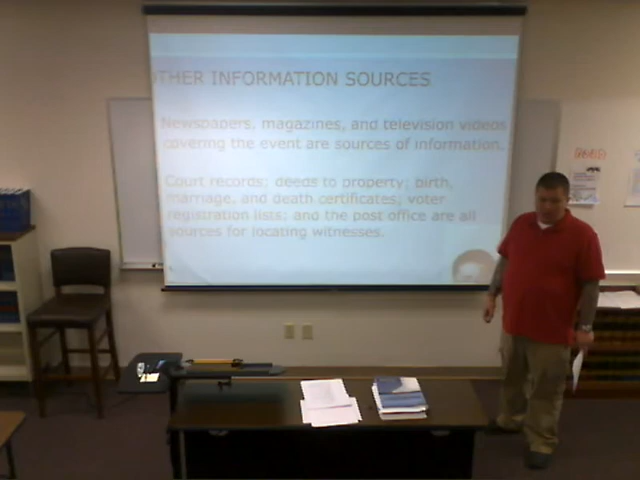 OTHER INFORMATION SOURCES
Newspapers, magazines, and television videos
covering the event are sources of information.
Court records; deeds to property; birth,
marriage, and death certificates; voter
registration lists; and the post office are all
sources for locating witnesses.